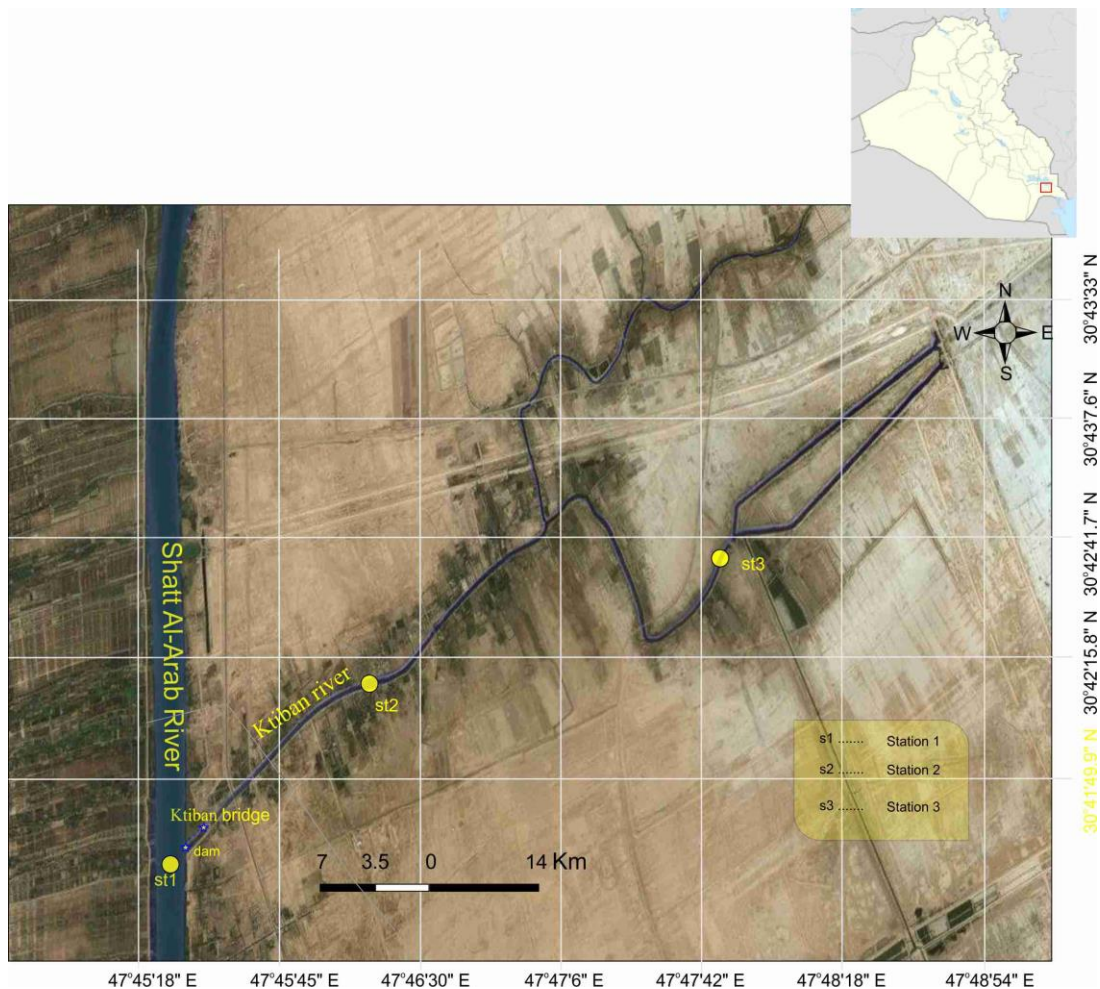 N
W E
S
30°43'33" N
30°43'7.6" N
30°42'41.7" N
30°42'15.8" N
30°41'49.9" N
Shatt Al-Arab River
st3
st2
Ktiban river
s1 ....... Station 1
s2 ....... Station 2
s3 ....... Station 3
Ktiban bridge
dam
st1
7 3.5 0 14 Km
47°45'18" E 47°45'45" E 47°46'30" E 47°47'6" E 47°47'42" E 47°48'18" E 47°48'54" E